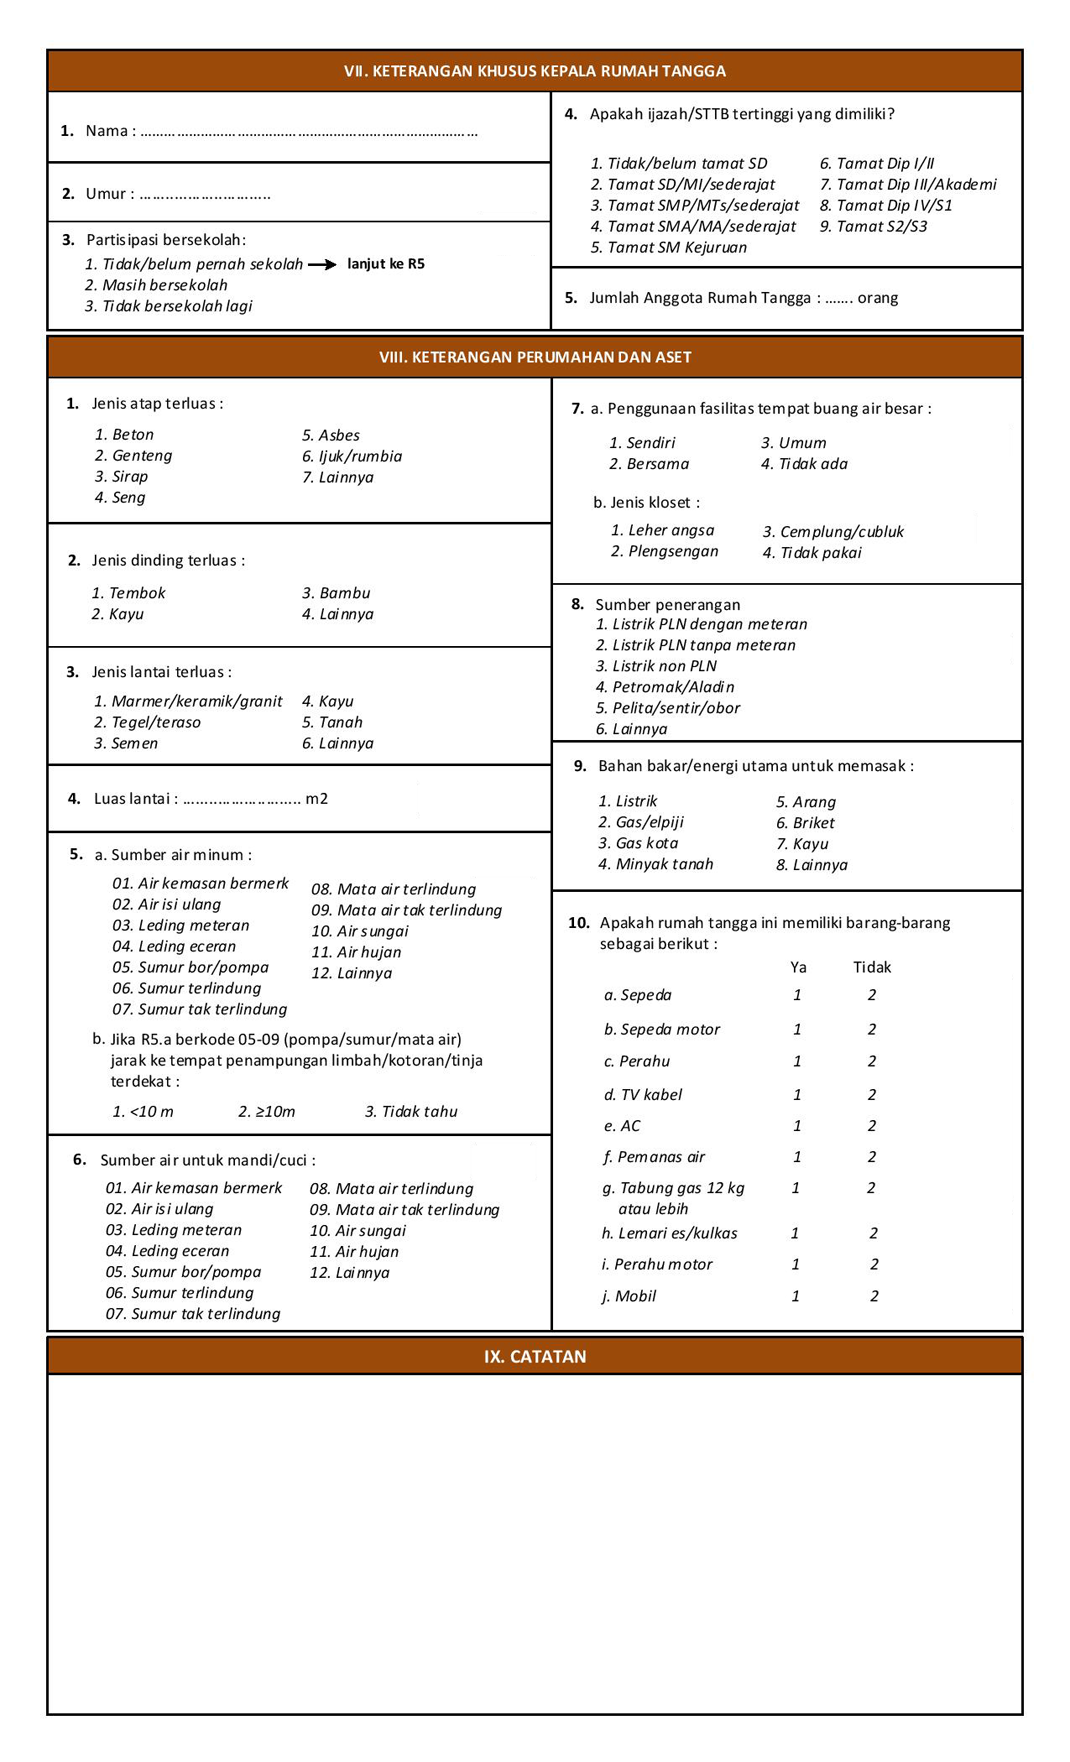 VII. KETERANGAN KHUSUS KEPALA RUMAH TANGGA
1. Nama : ...........................................................................
2. Umur : ..............................
3. Partisipasi bersekolah:
1. Tidak/belum pernah sekolah → lanjut ke R5
2. Masih bersekolah
3. Tidak bersekolah lagi
4. Apakah ijazah/STTB tertinggi yang dimiliki?
1. Tidak/belum tamat SD 6. Tamat Dip I/II
2. Tamat SD/MI/sederajat 7. Tamat Dip III/Akademi
3. Tamat SMP/MTs/sederajat 8. Tamat Dip IV/S1
4. Tamat SMA/MA/sederajat 9. Tamat S2/S3
5. Tamat SM Kejuruan
5. Jumlah Anggota Rumah Tangga : ....... orang
VIII. KETERANGAN PERUMAHAN DAN ASET
1. Jenis atap terluas :
1. Beton 5. Asbes
2. Genteng 6. Ijuk/rumbia
3. Sirap 7. Lainnya
4. Seng
2. Jenis dinding terluas :
1. Tembok 3. Bambu
2. Kayu 4. Lainnya
3. Jenis lantai terluas :
1. Marmer/keramik/granit 4. Kayu
2. Tegel/teraso 5. Tanah
3. Semen 6. Lainnya
4. Luas lantai : ........................... m2
5. a. Sumber air minum :
01. Air kemasan bermerk 08. Mata air terlindung
02. Air isi ulang 09. Mata air tak terlindung
03. Leding meteran 10. Air sungai
04. Leding eceran 11. Air hujan
05. Sumur bor/pompa 12. Lainnya
06. Sumur terlindung
07. Sumur tak terlindung
b. Jika R5.a berkode 05-09 (pompa/sumur/mata air)
jarak ke tempat penampungan limbah/kotoran/tinja
terdekat :
1. <10 m 2. ≥10m 3. Tidak tahu
6. Sumber air untuk mandi/cuci :
01. Air kemasan bermerk 08. Mata air terlindung
02. Air isi ulang 09. Mata air tak terlindung
03. Leding meteran 10. Air sungai
04. Leding eceran 11. Air hujan
05. Sumur bor/pompa 12. Lainnya
06. Sumur terlindung
07. Sumur tak terlindung
7. a. Penggunaan fasilitas tempat buang air besar :
1. Sendiri 3. Umum
2. Bersama 4. Tidak ada
b. Jenis kloset :
1. Leher angsa 3. Cemplung/cubluk
2. Plengsengan 4. Tidak pakai
8. Sumber penerangan
1. Listrik PLN dengan meteran
2. Listrik PLN tanpa meteran
3. Listrik non PLN
4. Petromak/Aladin
5. Pelita/sentir/obor
6. Lainnya
9. Bahan bakar/energi utama untuk memasak :
1. Listrik 5. Arang
2. Gas/elpiji 6. Briket
3. Gas kota 7. Kayu
4. Minyak tanah 8. Lainnya
10. Apakah rumah tangga ini memiliki barang-barang
sebagai berikut :
Ya Tidak
a. Sepeda 1 2
b. Sepeda motor 1 2
c. Perahu 1 2
d. TV kabel 1 2
e. AC 1 2
f. Pemanas air 1 2
g. Tabung gas 12 kg 1 2
atau lebih
h. Lemari es/kulkas 1 2
i. Perahu motor 1 2
j. Mobil 1 2
IX. CATATAN